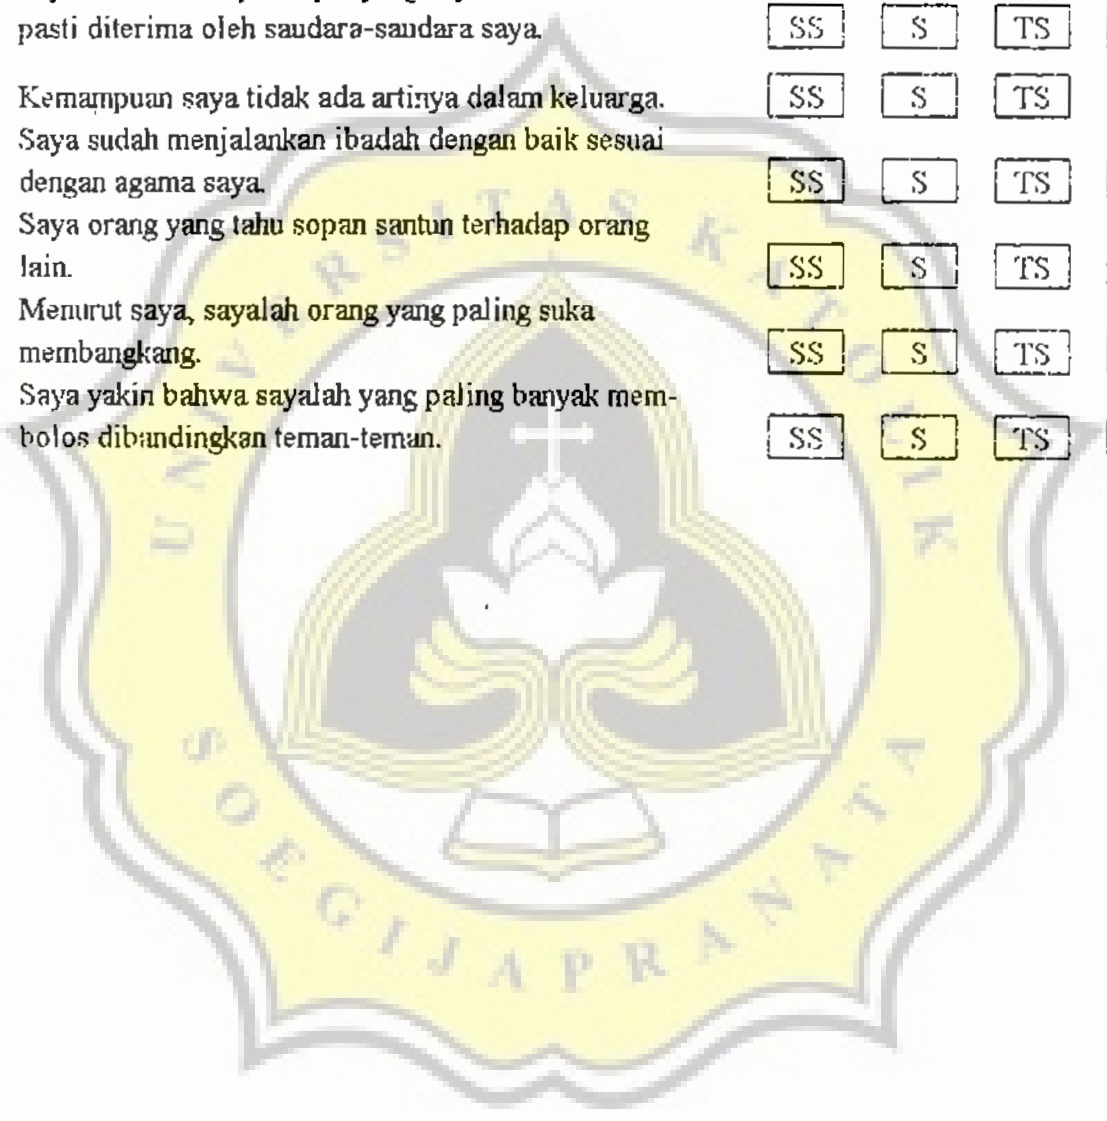 pasti diterima oleh saudara-saudara saya. SS S TS
Kemampuan saya tidak ada artinya dalam keluarga. SS S TS
Saya sudah menjalankan ibadah dengan baik sesuai
dengan agama saya. SS S TS
Saya orang yang tahu sopan santun terhadap orang
lain. SS S TS
Menurut saya, sayalah orang yang paling suka
membangkang. SS S TS
Saya yakin bahwa sayalah yang paling banyak mem-
bolos dibandingkan teman-teman. SS S TS
UNIVERSITAS KATOLIK
SOEGIJAPRANATA